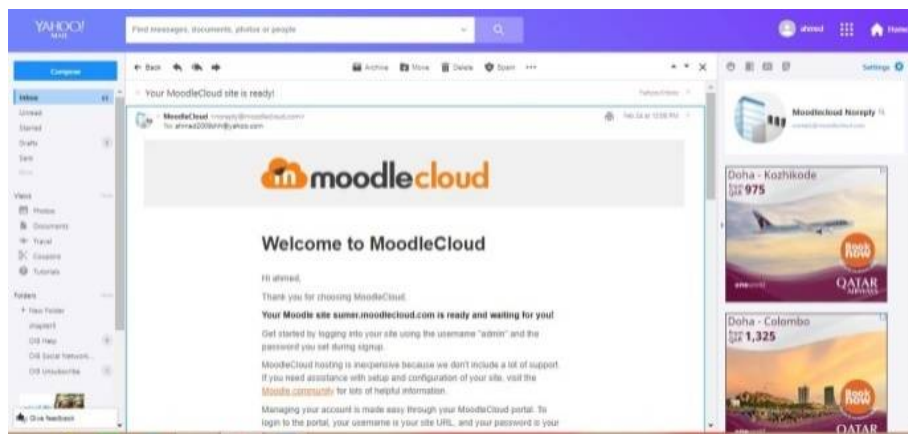 YAHOO!
MAIL
Find messages, documents, photos or people
ahmed
Home
Compose
Back
Archive
Move
Delete
Spam
Settings
Inbox
Unread
Starred
Drafts
Sent
Views
Photos
Documents
Travel
Coupons
Tutorials
Folders
+ New Folder
Give feedback
Your MoodleCloud site is ready!
MoodleCloud
moodlecloud
Welcome to MoodleCloud
Hi ahmed,
Thank you for choosing MoodleCloud.
Your Moodle site sumer.moodlecloud.com is ready and waiting for you!
Get started by logging into your site using the username "admin" and the
password you set during signup.
MoodleCloud hosting is inexpensive because we don't include a lot of support.
If you need assistance with setup and configuration of your site, visit the
Moodle community for lots of helpful information.
Managing your account is made easy through your MoodleCloud portal. To
login to the portal, your username is your site URL, and your password is your
Moodlecloud Noreply
Doha - Kozhikode
from
QAR 975
Book
now
oneworld
QATAR
AIRWAYS
Doha - Colombo
from
QAR 1,325
Book
now
oneworld
QATAR